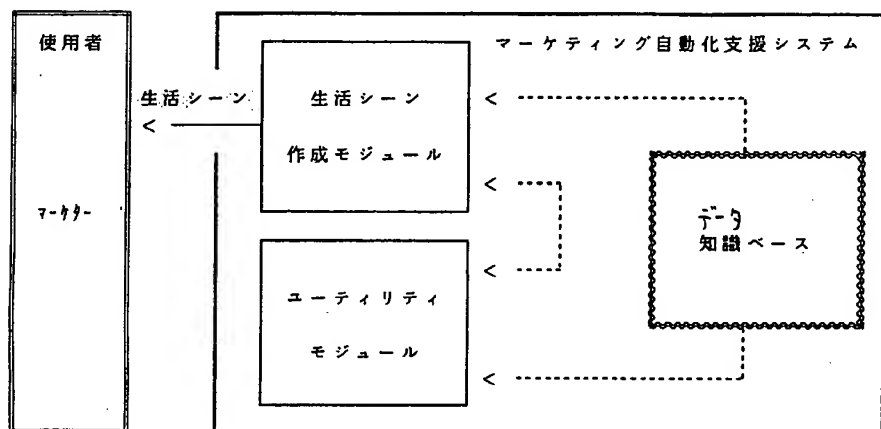 使用者
マーケティング自動化支援システム
生活シーン
<
生活シーン
作成モジュール
<
<
マーケター
データ
知識ベース
<
ユーティリティ
モジュール
<